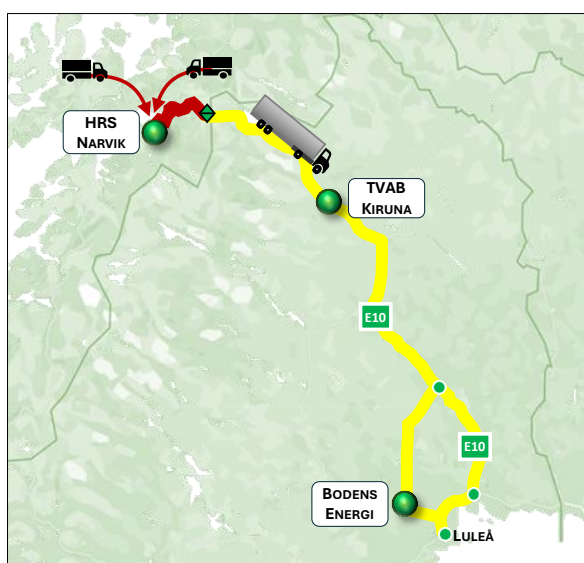 HRS
NARVIK
TVAB
KIRUNA
E10
E10
BODENS
ENERGI
LULEÅ